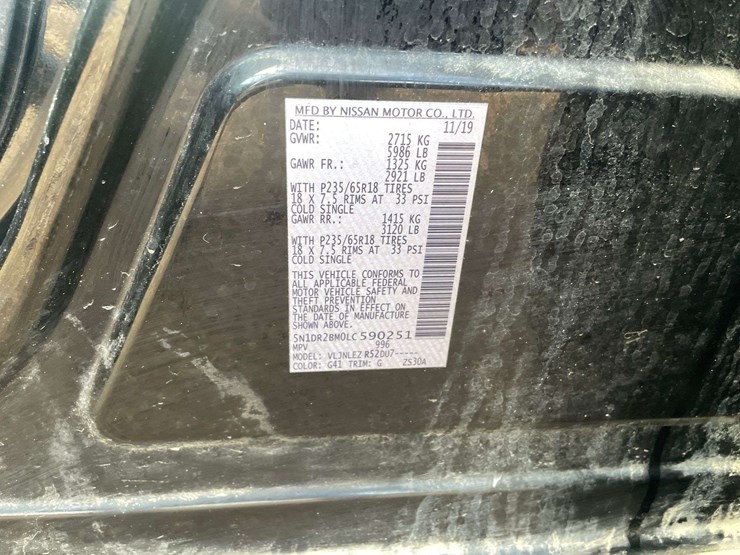 MFD BY NISSAN MOTOR CO., LTD.
DATE: 11/19
GVWR: 2715 KG
5986 LB
GAWR FR.: 1325 KG
2921 LB
WITH P235/65R18 TIRES
18 X 7.5 RIMS AT 33 PSI
COLD SINGLE
GAWR RR.: 1415 KG
3120 LB
WITH P235/65R18 TIRES
18 X 7.5 RIMS AT 33 PSI
COLD SINGLE
THIS VEHICLE CONFORMS TO
ALL APPLICABLE FEDERAL
MOTOR VEHICLE SAFETY AND
THEFT PREVENTION
STANDARDS IN EFFECT ON
THE DATE OF MANUFACTURE
SHOWN ABOVE.
5N1DR2BM0LC590251
MPV 996
MODEL: VLJNLEZ R52DU7-----
COLOR: G41 TRIM: G Z530A